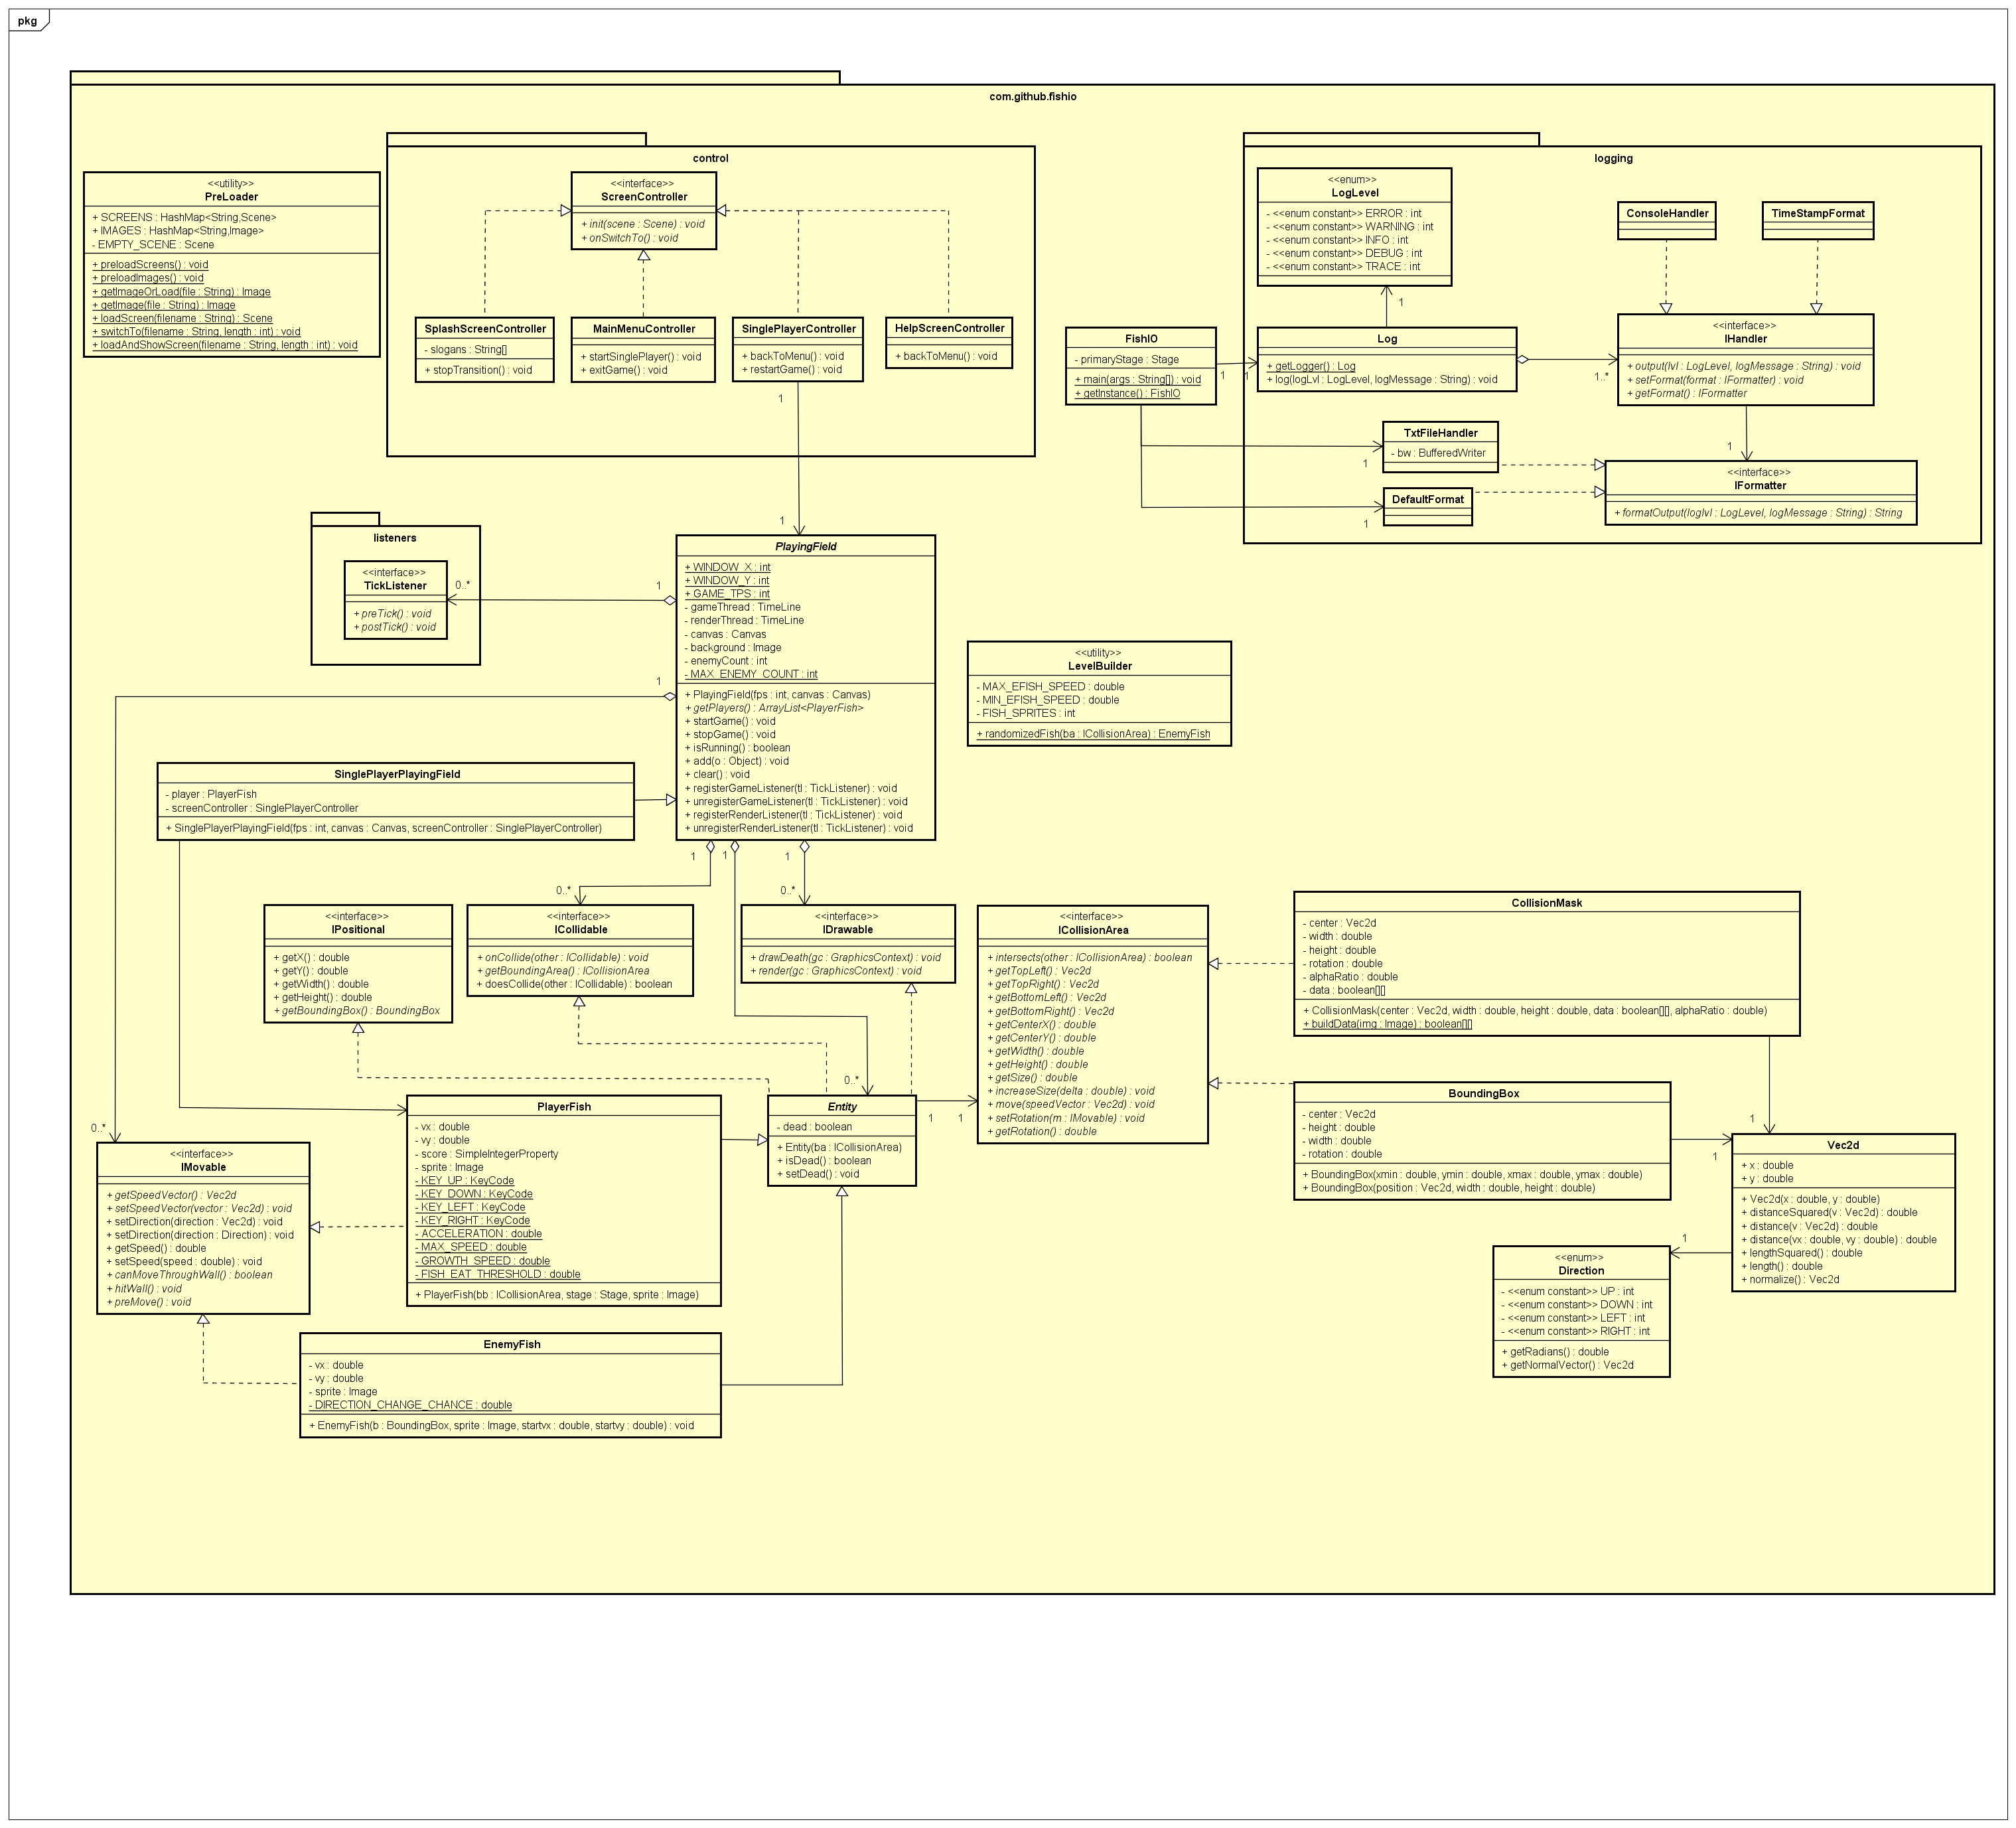 pkg
com.github.fishio
<<utility>>
PreLoader
+ SCREENS : HashMap<String,Scene>
+ IMAGES : HashMap<String,Image>
- EMPTY_SCENE : Scene
+ preloadScreens() : void
+ preloadImages() : void
+ getImageOrLoad(file : String) : Image
+ getImage(file : String) : Image
+ loadScreen(filename : String) : Scene
+ switchTo(filename : String, length : int) : void
+ loadAndShowScreen(filename : String, length : int) : void
control
<<interface>>
ScreenController
+ init(scene : Scene) : void
+ onSwitchTo() : void
SplashScreenController
- slogans : String[]
+ stopTransition() : void
MainMenuController
+ startSinglePlayer() : void
+ exitGame() : void
SinglePlayerController
+ backToMenu() : void
+ restartGame() : void
HelpScreenController
+ backToMenu() : void
1
1
FishIO
- primaryStage : Stage
+ main(args : String[]) : void
+ getInstance() : FishIO
1
1
logging
<<enum>>
LogLevel
- <<enum constant>> ERROR : int
- <<enum constant>> WARNING : int
- <<enum constant>> INFO : int
- <<enum constant>> DEBUG : int
- <<enum constant>> TRACE : int
1
Log
+ getLogger() : Log
+ log(logLvl : LogLevel, logMessage : String) : void
1..*
ConsoleHandler
TimeStampFormat
<<interface>>
IHandler
+ output(lvl : LogLevel, logMessage : String) : void
+ setFormat(format : IFormatter) : void
+ getFormat() : IFormatter
1
TxtFileHandler
- bw : BufferedWriter
1
DefaultFormat
1
<<interface>>
IFormatter
+ formatOutput(loglvl : LogLevel, logMessage : String) : String
listeners
<<interface>>
TickListener
+ preTick() : void
+ postTick() : void
0..*
1
1
PlayingField
+ WINDOW_X : int
+ WINDOW_Y : int
+ GAME_TPS : int
- gameThread : TimeLine
- renderThread : TimeLine
- canvas : Canvas
- background : Image
- enemyCount : int
- MAX_ENEMY_COUNT : int
+ PlayingField(fps : int, canvas : Canvas)
+ getPlayers() : ArrayList<PlayerFish>
+ startGame() : void
+ stopGame() : void
+ isRunning() : boolean
+ add(o : Object) : void
+ clear() : void
+ registerGameListener(tl : TickListener) : void
+ unregisterGameListener(tl : TickListener) : void
+ registerRenderListener(tl : TickListener) : void
+ unregisterRenderListener(tl : TickListener) : void
<<utility>>
LevelBuilder
- MAX_EFISH_SPEED : double
- MIN_EFISH_SPEED : double
- FISH_SPRITES : int
+ randomizedFish(ba : ICollisionArea) : EnemyFish
SinglePlayerPlayingField
- player : PlayerFish
- screenController : SinglePlayerController
+ SinglePlayerPlayingField(fps : int, canvas : Canvas, screenController : SinglePlayerController)
1
1
1
0..*
0..*
<<interface>>
IPositional
+ getX() : double
+ getY() : double
+ getWidth() : double
+ getHeight() : double
+ getBoundingBox() : BoundingBox
<<interface>>
ICollidable
+ onCollide(other : ICollidable) : void
+ getBoundingArea() : ICollisionArea
+ doesCollide(other : ICollidable) : boolean
<<interface>>
IDrawable
+ drawDeath(gc : GraphicsContext) : void
+ render(gc : GraphicsContext) : void
<<interface>>
ICollisionArea
+ intersects(other : ICollisionArea) : boolean
+ getTopLeft() : Vec2d
+ getTopRight() : Vec2d
+ getBottomLeft() : Vec2d
+ getBottomRight() : Vec2d
+ getCenterX() : double
+ getCenterY() : double
+ getWidth() : double
+ getHeight() : double
+ getSize() : double
+ increaseSize(delta : double) : void
+ move(speedVector : Vec2d) : void
+ setRotation(m : IMovable) : void
+ getRotation() : double
CollisionMask
- center : Vec2d
- width : double
- height : double
- rotation : double
- alphaRatio : double
- data : boolean[][]
+ CollisionMask(center : Vec2d, width : double, height : double, data : boolean[][], alphaRatio : double)
+ buildData(img : Image) : boolean[][]
BoundingBox
- center : Vec2d
- height : double
- width : double
- rotation : double
+ BoundingBox(xmin : double, ymin : double, xmax : double, ymax : double)
+ BoundingBox(position : Vec2d, width : double, height : double)
1
1
Vec2d
+ x : double
+ y : double
+ Vec2d(x : double, y : double)
+ distanceSquared(v : Vec2d) : double
+ distance(v : Vec2d) : double
+ distance(vx : double, vy : double) : double
+ lengthSquared() : double
+ length() : double
+ normalize() : Vec2d
1
<<enum>>
Direction
- <<enum constant>> UP : int
- <<enum constant>> DOWN : int
- <<enum constant>> LEFT : int
- <<enum constant>> RIGHT : int
+ getRadians() : double
+ getNormalVector() : Vec2d
0..*
Entity
- dead : boolean
+ Entity(ba : ICollisionArea)
+ isDead() : boolean
+ setDead() : void
1
1
PlayerFish
- vx : double
- vy : double
- score : SimpleIntegerProperty
- sprite : Image
- KEY_UP : KeyCode
- KEY_DOWN : KeyCode
- KEY_LEFT : KeyCode
- KEY_RIGHT : KeyCode
- ACCELERATION : double
- MAX_SPEED : double
- GROWTH_SPEED : double
- FISH_EAT_THRESHOLD : double
+ PlayerFish(bb : ICollisionArea, stage : Stage, sprite : Image)
0..*
<<interface>>
IMovable
+ getSpeedVector() : Vec2d
+ setSpeedVector(vector : Vec2d) : void
+ setDirection(direction : Vec2d) : void
+ setDirection(direction : Direction) : void
+ getSpeed() : double
+ setSpeed(speed : double) : void
+ canMoveThroughWall() : boolean
+ hitWall() : void
+ preMove() : void
EnemyFish
- vx : double
- vy : double
- sprite : Image
- DIRECTION_CHANGE_CHANCE : double
+ EnemyFish(b : BoundingBox, sprite : Image, startvx : double, startvy : double) : void